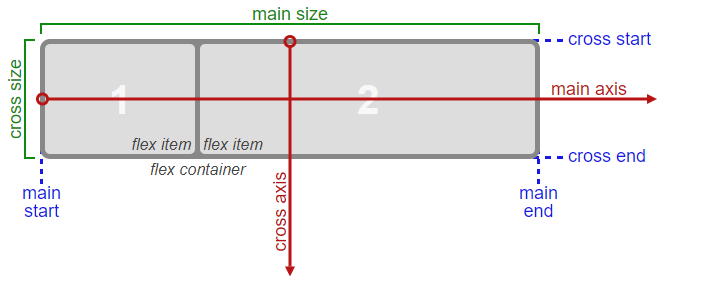 main size
cross start
cross size
1
2
main axis
flex item
flex item
cross end
flex container
cross axis
main
start
main
end